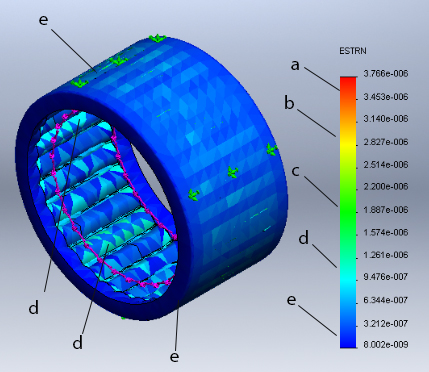 e
ESTRN
a
3.766e-006
3.453e-006
b
3.140e-006
2.827e-006
2.514e-006
c
2.200e-006
1.887e-006
1.574e-006
d
1.261e-006
9.476e-007
e
6.344e-007
3.212e-007
8.002e-009
d
d
e